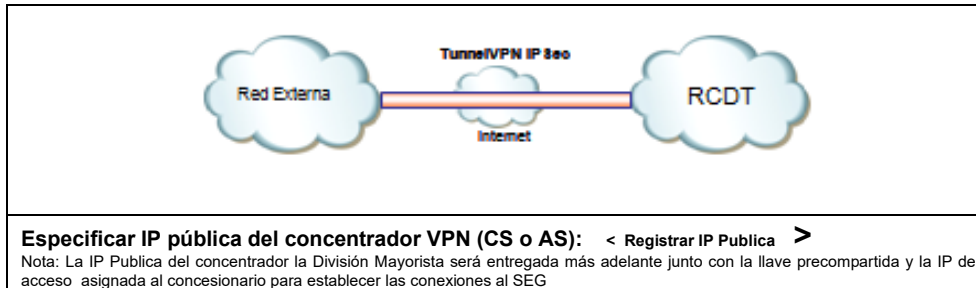 TunnelVPN IP Sec
Red Externa
RCDT
Internet
Especificar IP pública del concentrador VPN (CS o AS): < Registrar IP Publica >
Nota: La IP Publica del concentrador la División Mayorista será entregada más adelante junto con la llave precompartida y la IP de
acceso asignada al concesionario para establecer las conexiones al SEG